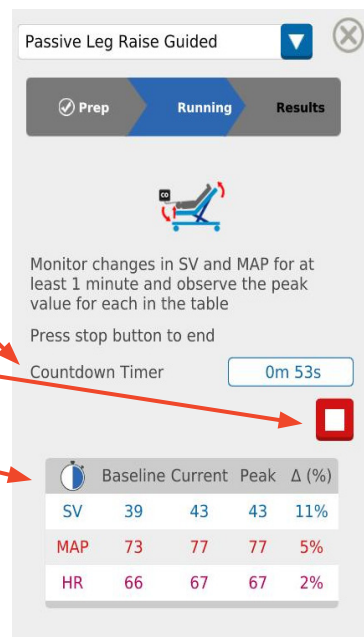 Passive Leg Raise Guided
Prep Running Results
CO
Monitor changes in SV and MAP for at
least 1 minute and observe the peak
value for each in the table
Press stop button to end
Countdown Timer 0m 53s
Baseline Current Peak Δ (%)
SV 39 43 43 11%
MAP 73 77 77 5%
HR 66 67 67 2%